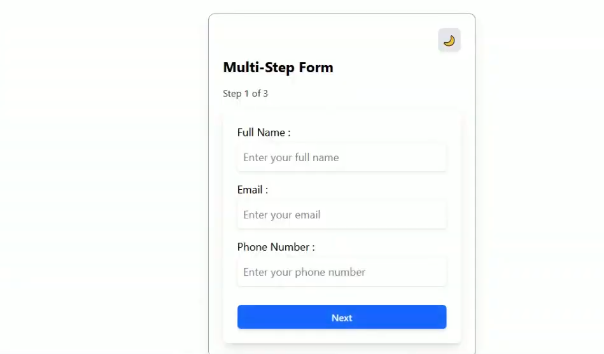 Multi-Step Form
Step 1 of 3
Full Name :
Enter your full name
Email :
Enter your email
Phone Number :
Enter your phone number
Next